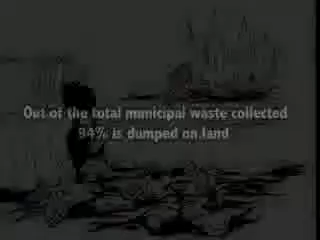 Out of the total municipal waste collected
94% is dumped on land